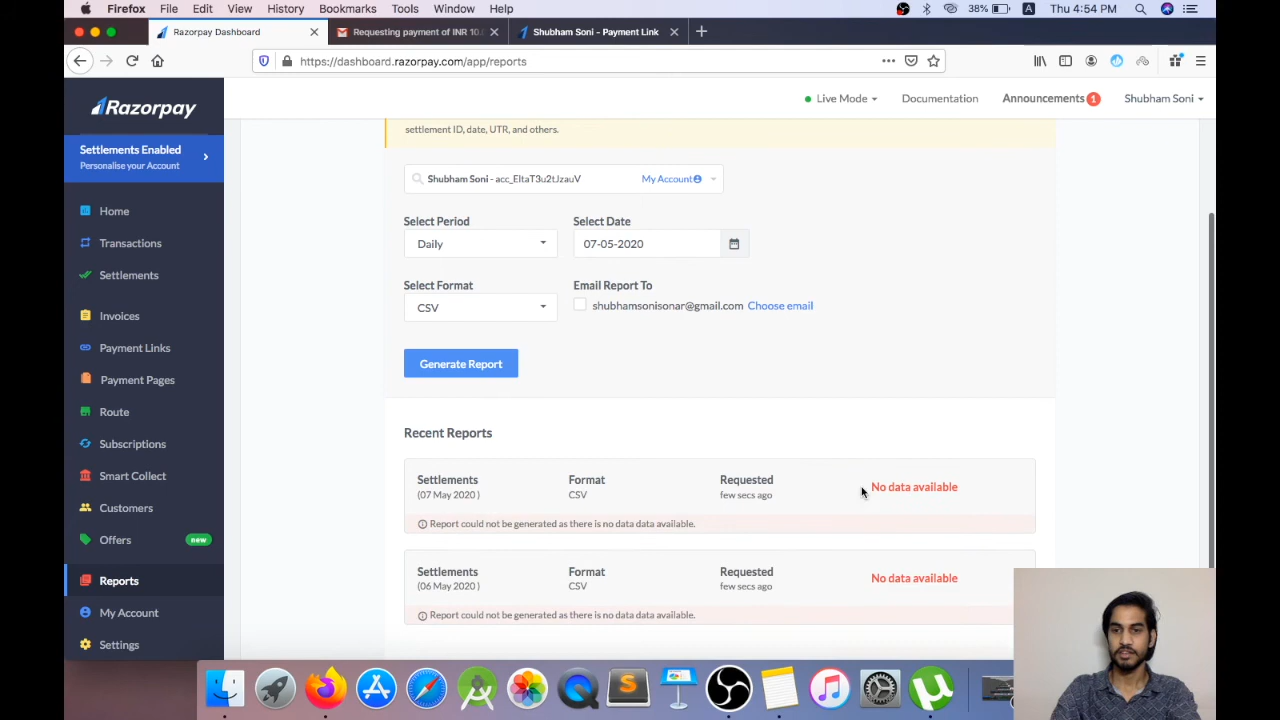 Firefox File Edit View History Bookmarks Tools Window Help 38% A Thu 4:54 PM
Razorpay Dashboard Requesting payment of INR 10. Shubham Soni - Payment Link
https://dashboard.razorpay.com/app/reports
Razorpay
Live Mode Documentation Announcements 1 Shubham Soni
Settlements Enabled
Personalise your Account
Home
Transactions
Settlements
Invoices
Payment Links
Payment Pages
Route
Subscriptions
Smart Collect
Customers
Offers new
Reports
My Account
Settings
settlement ID, date, UTR, and others.
Shubham Soni - acc_EltaT3u2tJzauV My Account
Select Period Select Date
Daily 07-05-2020
Select Format Email Report To
CSV shubhamsonisonar@gmail.com Choose email
Generate Report
Recent Reports
Settlements Format Requested No data available
(07 May 2020 ) CSV few secs ago
Report could not be generated as there is no data data available.
Settlements Format Requested No data available
(06 May 2020 ) CSV few secs ago
Report could not be generated as there is no data data available.